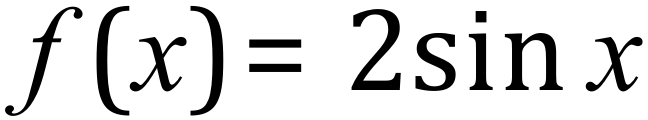 f(x)= 2sin x